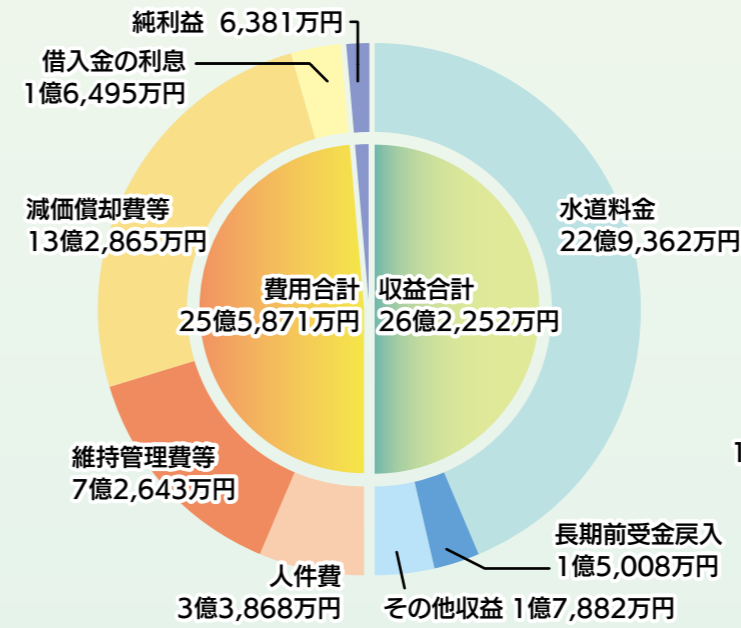 純利益 6,381万円
借入金の利息
1億6,495万円
減価償却費等
13億2,865万円
水道料金
22億9,362万円
費用合計
25億5,871万円
収益合計
26億2,252万円
維持管理費等
7億2,643万円
長期前受金戻入
1億5,008万円
人件費
3億3,868万円
その他収益 1億7,882万円